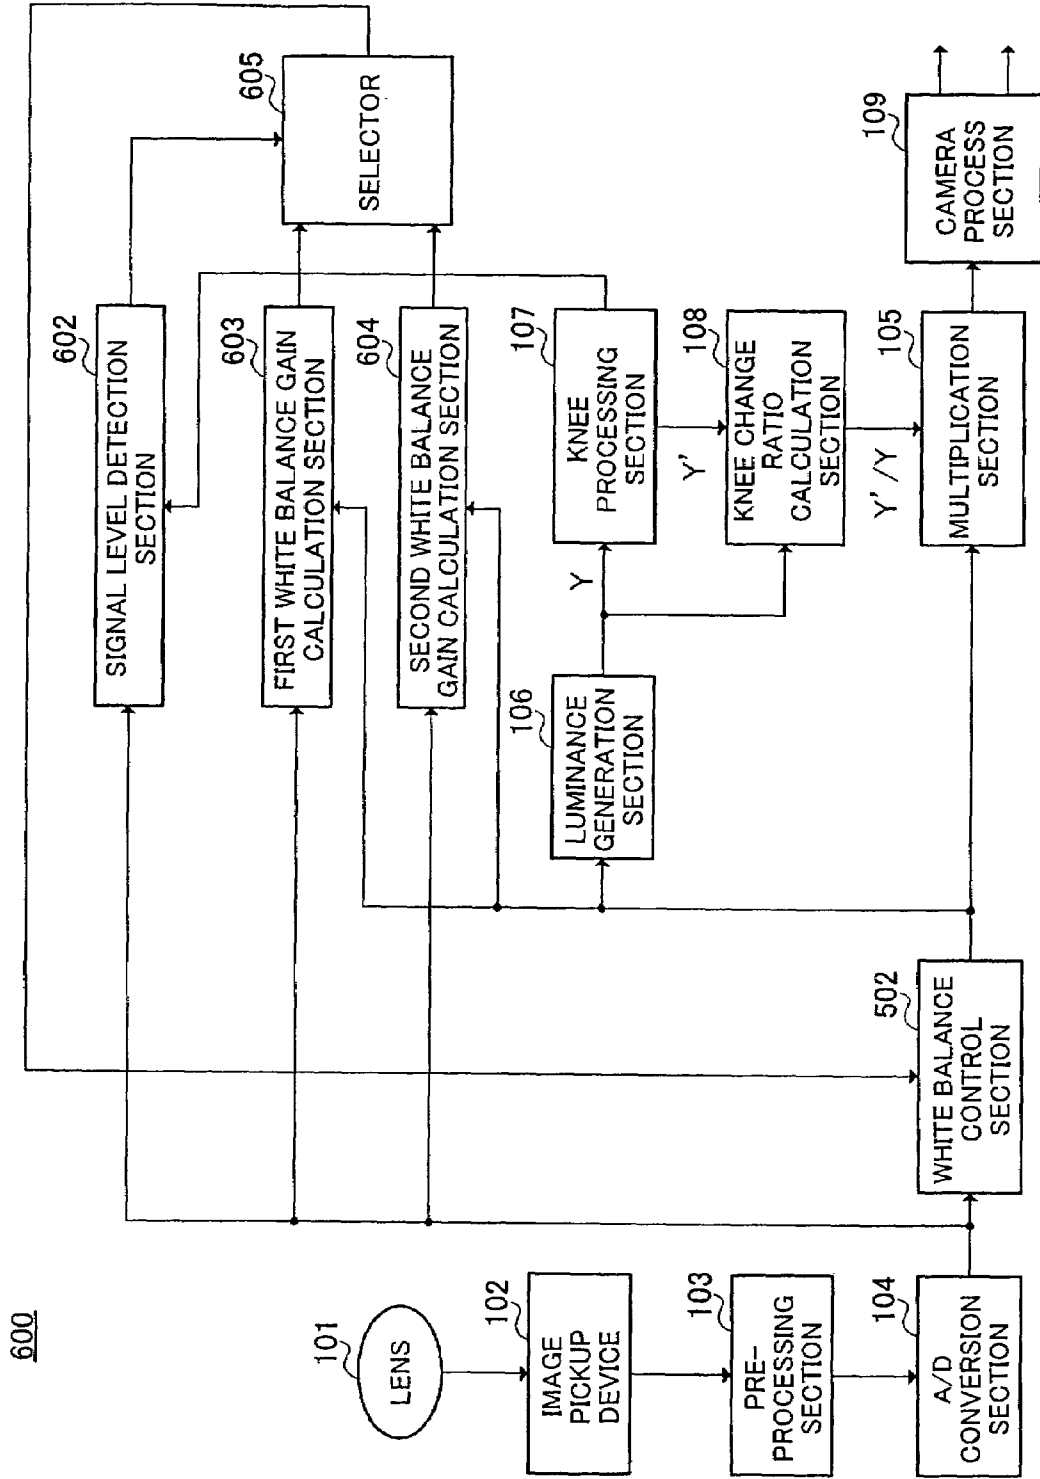 600
101
LENS
102
IMAGE
PICKUP
DEVICE
103
PRE-
PROCESSING
SECTION
104
A/D
CONVERSION
SECTION
502
WHITE BALANCE
CONTROL
SECTION
602
SIGNAL LEVEL DETECTION
SECTION
603
FIRST WHITE BALANCE GAIN
CALCULATION SECTION
604
SECOND WHITE BALANCE
GAIN CALCULATION SECTION
605
SELECTOR
106
LUMINANCE
GENERATION
SECTION
Y
107
KNEE
PROCESSING
SECTION
Y'
108
KNEE CHANGE
RATIO
CALCULATION
SECTION
Y' /Y
105
MULTIPLICATION
SECTION
109
CAMERA
PROCESS
SECTION